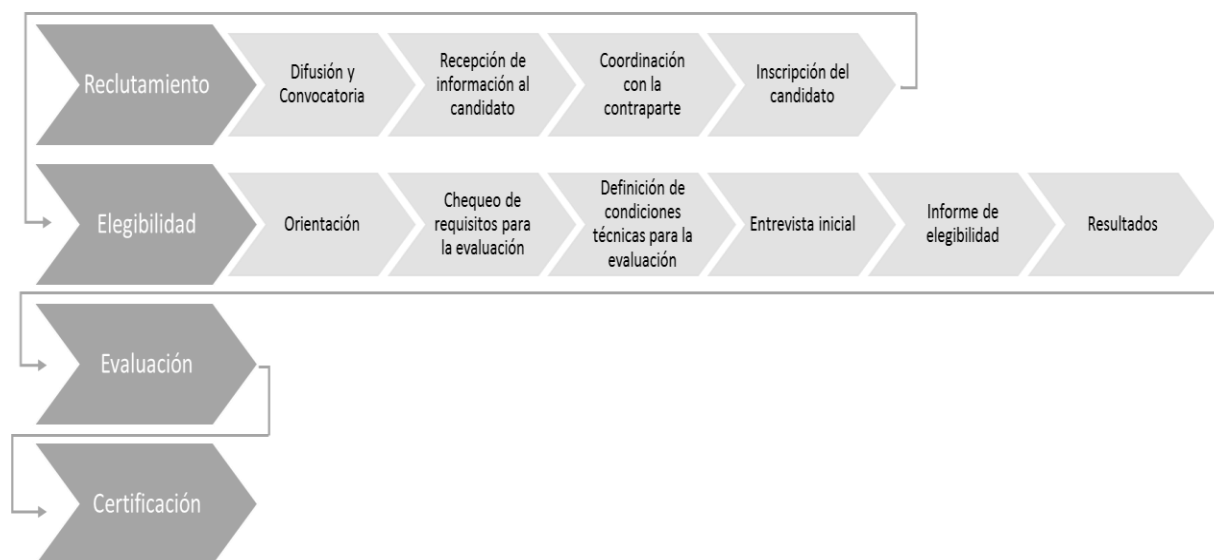 Reclutamiento
Difusión y
Convocatoria
Recepción de
información al
candidato
Coordinación
con la
contraparte
Inscripción del
candidato
Elegibilidad
Orientación
Chequeo de
requisitos para
la evaluación
Definición de
condiciones
técnicas para la
evaluación
Entrevista inicial
Informe de
elegibilidad
Resultados
Evaluación
Certificación